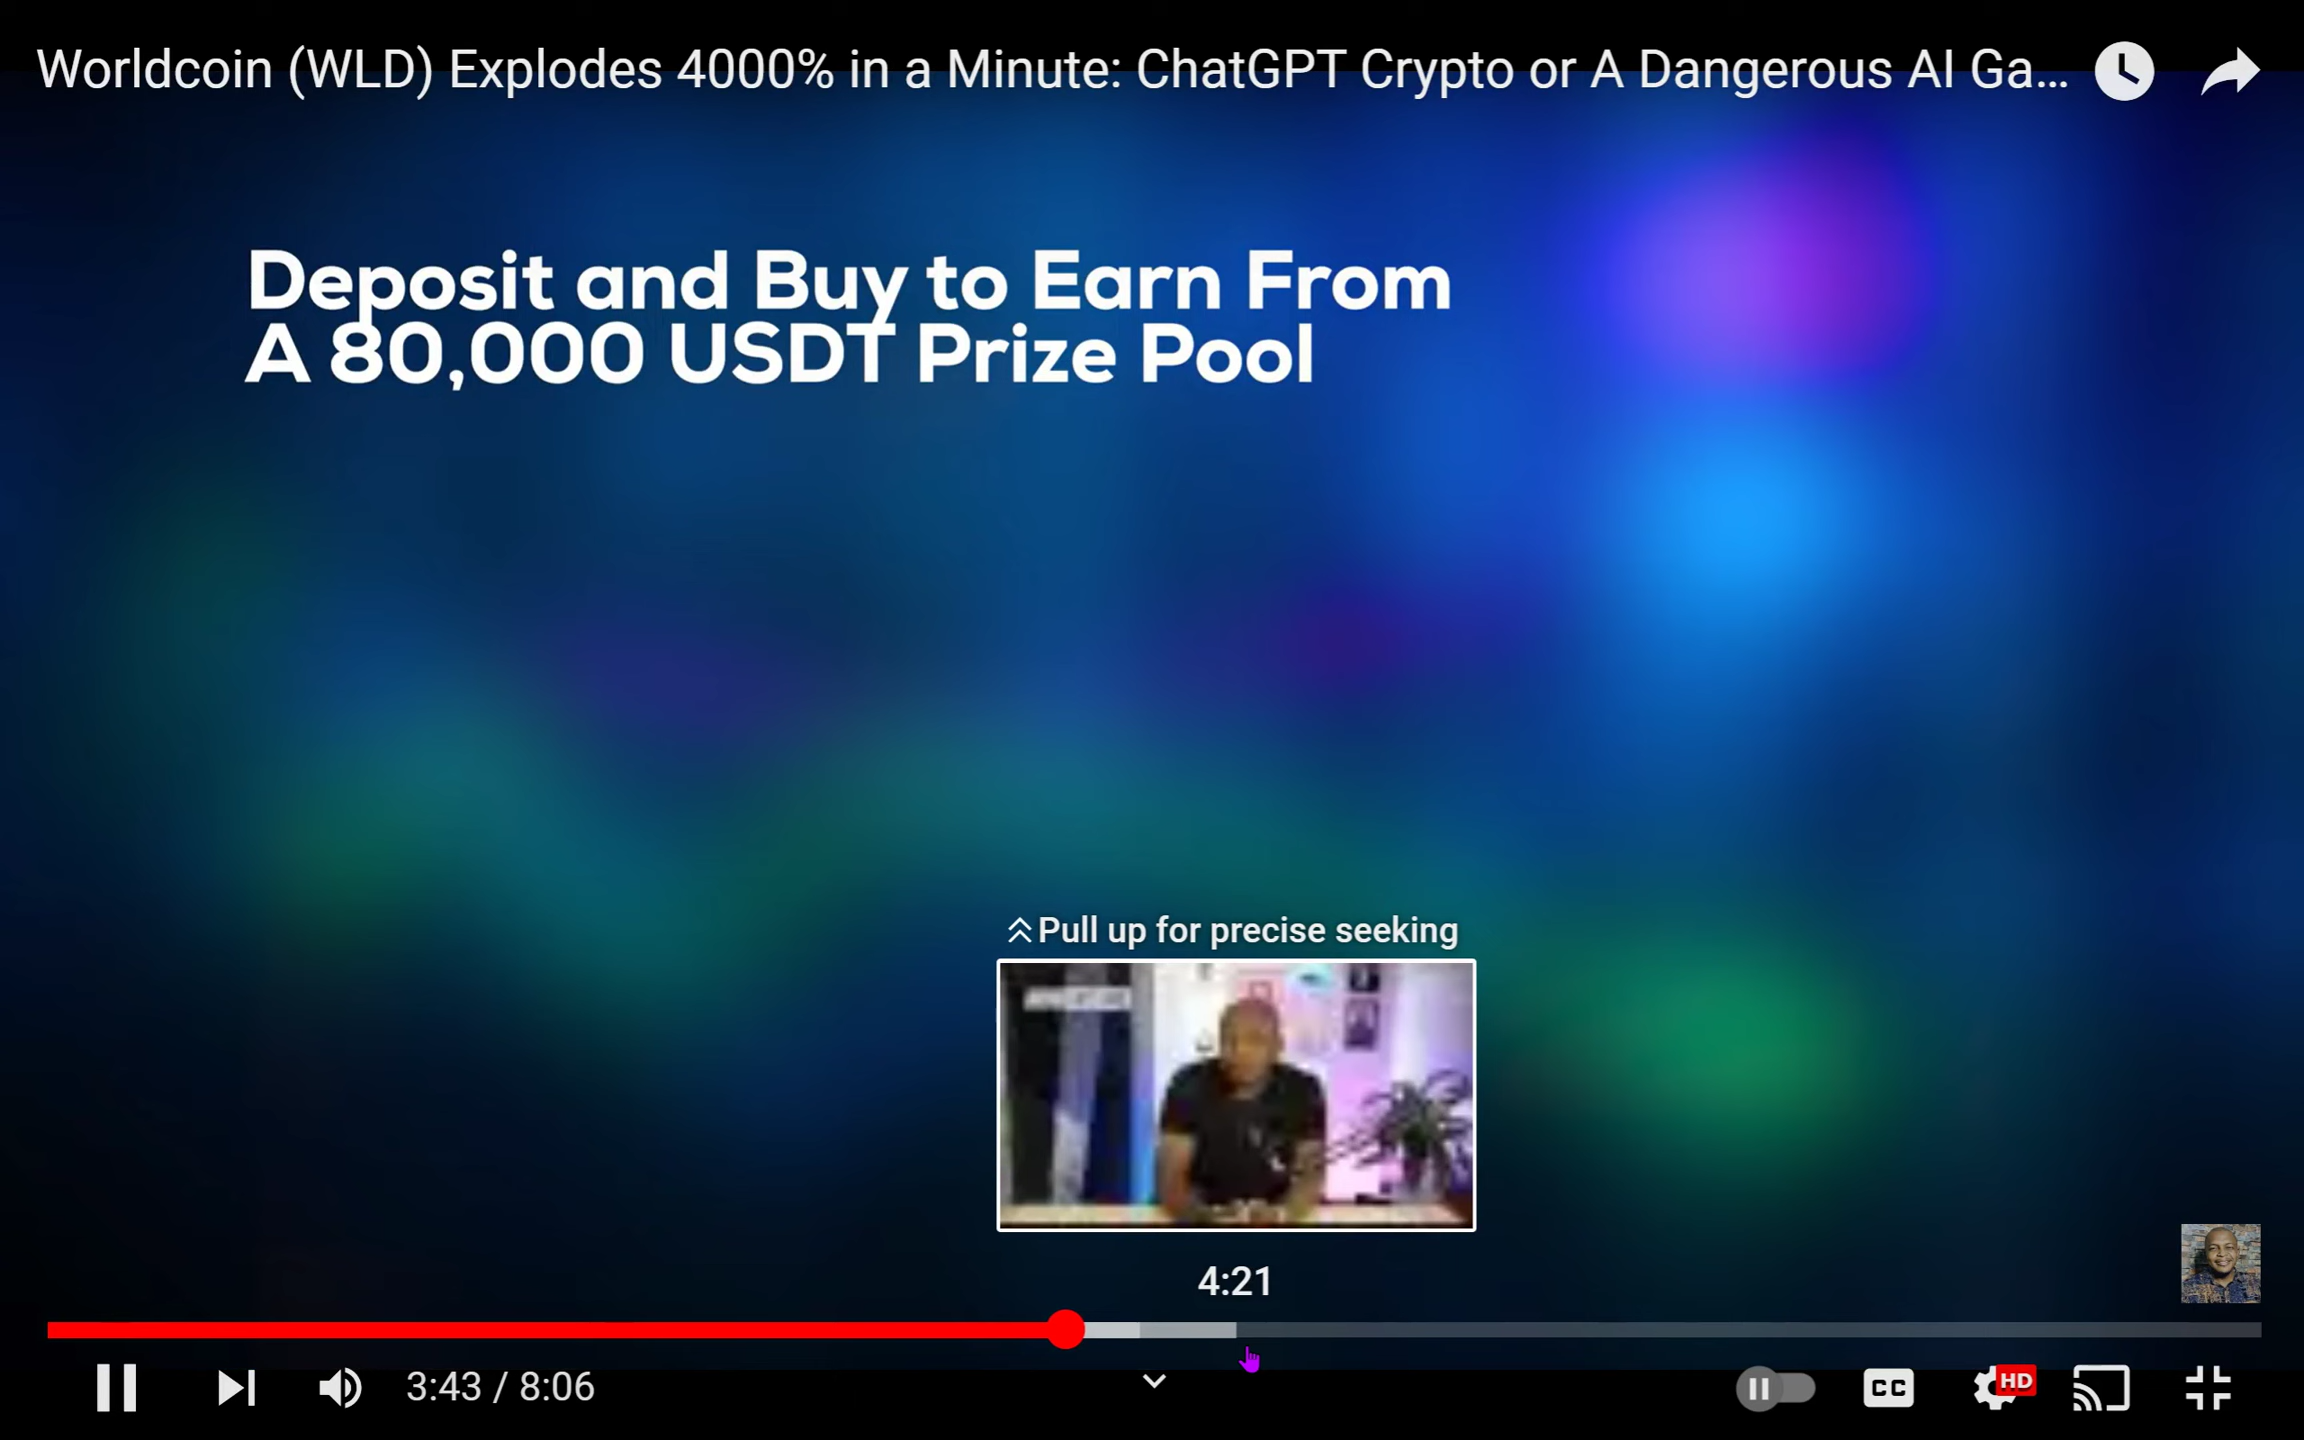 Worldcoin (WLD) Explodes 4000% in a Minute: ChatGPT Crypto or A Dangerous AI Ga...
Deposit and Buy to Earn From
A 80,000 USDT Prize Pool
Pull up for precise seeking
4:21
3:43 / 8:06
CC
HD